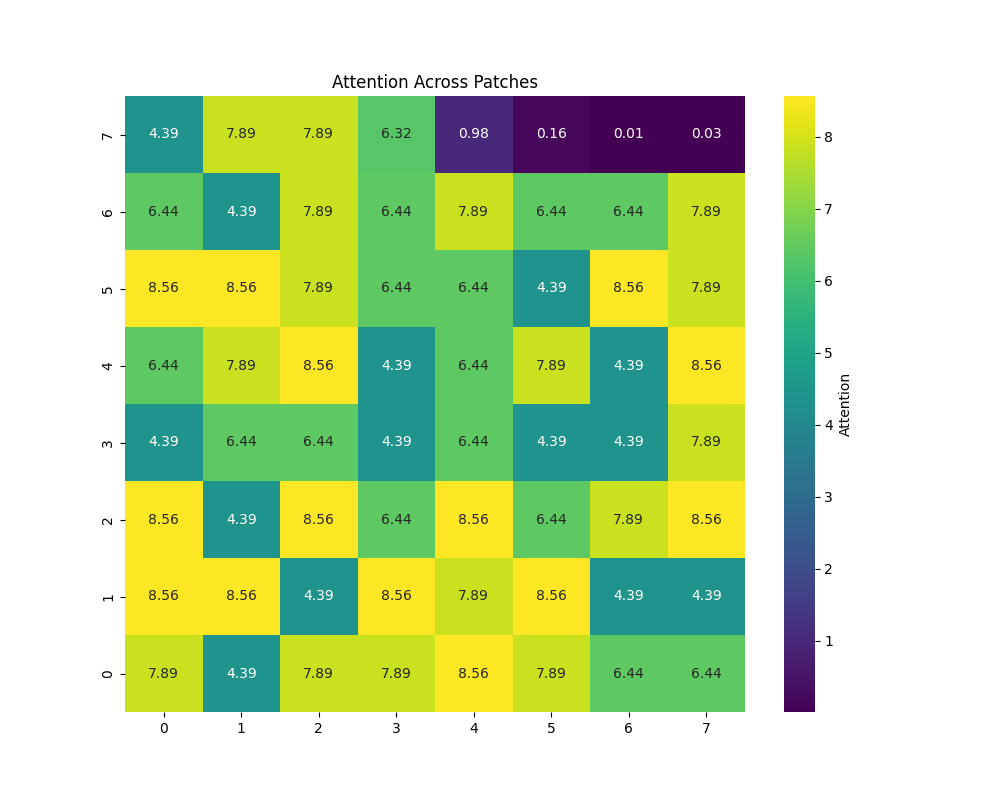 Attention Across Patches
7 4.39 7.89 7.89 6.32 0.98 0.16 0.01 0.03
6 6.44 4.39 7.89 6.44 7.89 6.44 6.44 7.89
5 8.56 8.56 7.89 6.44 6.44 4.39 8.56 7.89
4 6.44 7.89 8.56 4.39 6.44 7.89 4.39 8.56
3 4.39 6.44 6.44 4.39 6.44 4.39 4.39 7.89
2 8.56 4.39 8.56 6.44 8.56 6.44 7.89 8.56
1 8.56 8.56 4.39 8.56 7.89 8.56 4.39 4.39
0 7.89 4.39 7.89 7.89 8.56 7.89 6.44 6.44
0 1 2 3 4 5 6 7
8
7
6
5
4
3
2
1
Attention